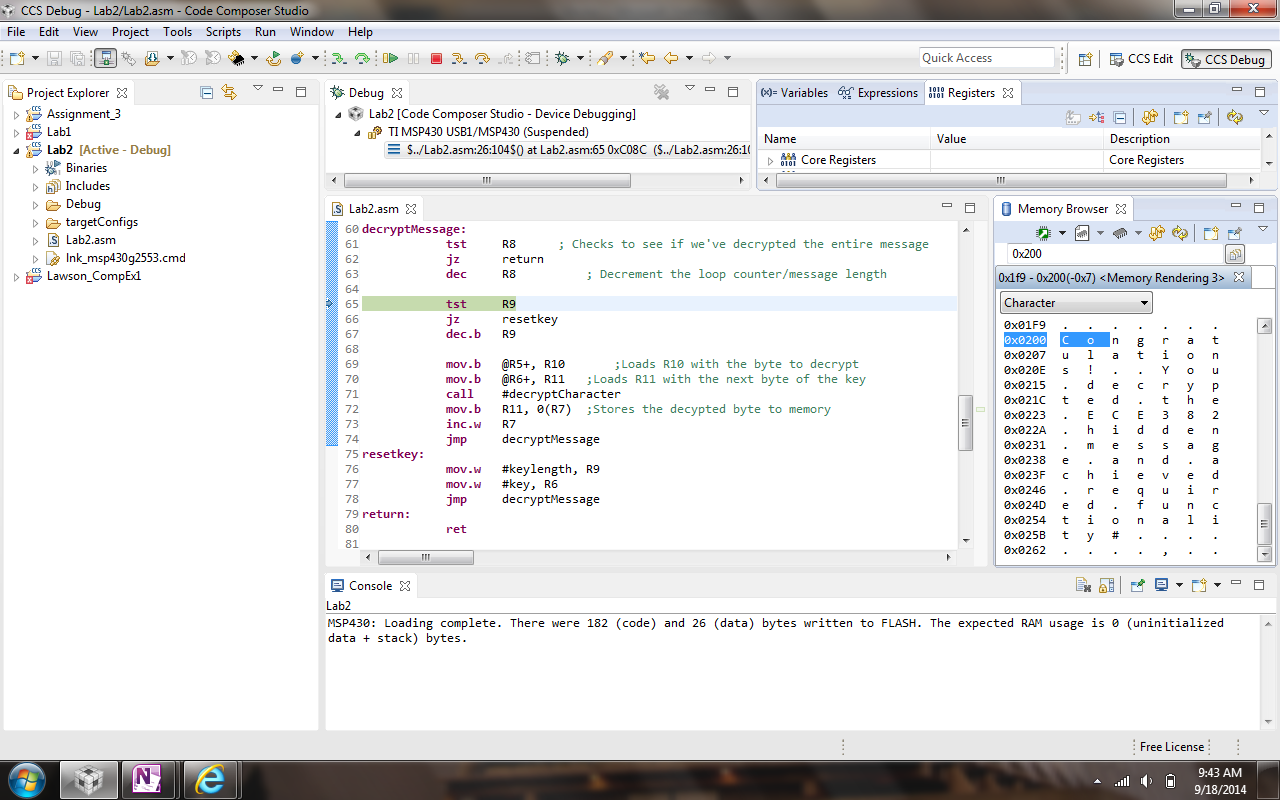 CCS Debug - Lab2/Lab2.asm - Code Composer Studio
File Edit View Project Tools Scripts Run Window Help
Quick Access
CCS Edit
CCS Debug
Project Explorer
Assignment_3
Lab1
Lab2 [Active - Debug]
Binaries
Includes
Debug
targetConfigs
Lab2.asm
lnk_msp430g2553.cmd
Lawson_CompEx1
Debug
Lab2 [Code Composer Studio - Device Debugging]
TI MSP430 USB1/MSP430 (Suspended)
$../Lab2.asm:26:104$() at Lab2.asm:65 0xC08C ($../Lab2.asm:26:10
(x)= Variables Expressions Registers
Name Value Description
Core Registers Core Registers
Lab2.asm
60 decryptMessage:
61 tst R8 ; Checks to see if we've decrypted the entire message
62 jz return
63 dec R8 ; Decrement the loop counter/message length
64
65 tst R9
66 jz resetkey
67 dec.b R9
68
69 mov.b @R5+, R10 ;Loads R10 with the byte to decrypt
70 mov.b @R6+, R11 ;Loads R11 with the next byte of the key
71 call #decryptCharacter
72 mov.b R11, 0(R7) ;Stores the decypted byte to memory
73 inc.w R7
74 jmp decryptMessage
75 resetkey:
76 mov.w #keylength, R9
77 mov.w #key, R6
78 jmp decryptMessage
79 return:
80 ret
81
Memory Browser
0x200
0x1f9 - 0x200(-0x7) <Memory Rendering 3>
Character
0x01F9 . . . . . . .
0x0200 C o n g r a t
0x0207 u l a t i o n
0x020E s ! . . Y o u
0x0215 . d e c r y p
0x021C t e d . t h e
0x0223 . E C E 3 8 2
0x022A . h i d d e n
0x0231 . m e s s a g
0x0238 e . a n d . a
0x023F c h i e v e d
0x0246 . r e q u i r
0x024D e d . f u n c
0x0254 t i o n a l i
0x025B t y # . . . .
0x0262 . . . . , . .
Console
Lab2
MSP430: Loading complete. There were 182 (code) and 26 (data) bytes written to FLASH. The expected RAM usage is 0 (uninitialized
data + stack) bytes.
Free License
9:43 AM
9/18/2014